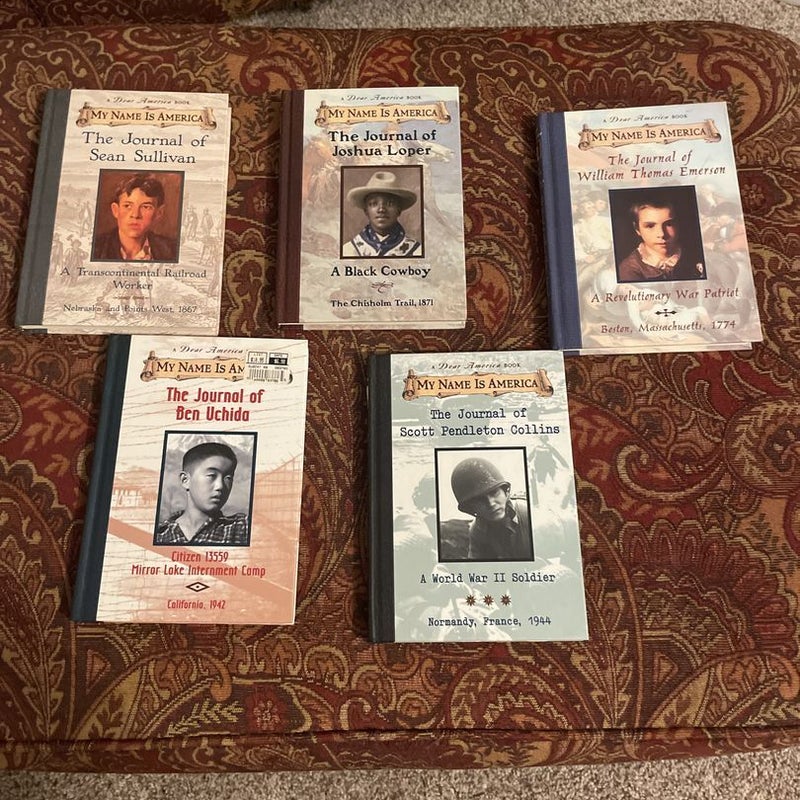 A Dear America BOOK
MY NAME IS AMERICA
The Journal of
Sean Sullivan
A Transcontinental Railroad
Worker
Nebraska and Points West, 1867
A Dear America BOOK
MY NAME IS AMERICA
The Journal of
Joshua Loper
A Black Cowboy
The Chisholm Trail, 1871
A Dear America BOOK
MY NAME IS AMERICA
The Journal of
William Thomas Emerson
A Revolutionary War Patriot
Boston, Massachusetts, 1774
A Dear America
MY NAME IS AM
The Journal of
Ben Uchida
Citizen 13559
Mirror Lake Internment Camp
California, 1942
A Dear America BOOK
MY NAME IS AMERICA
The Journal of
Scott Pendleton Collins
A World War II Soldier
Normandy, France, 1944